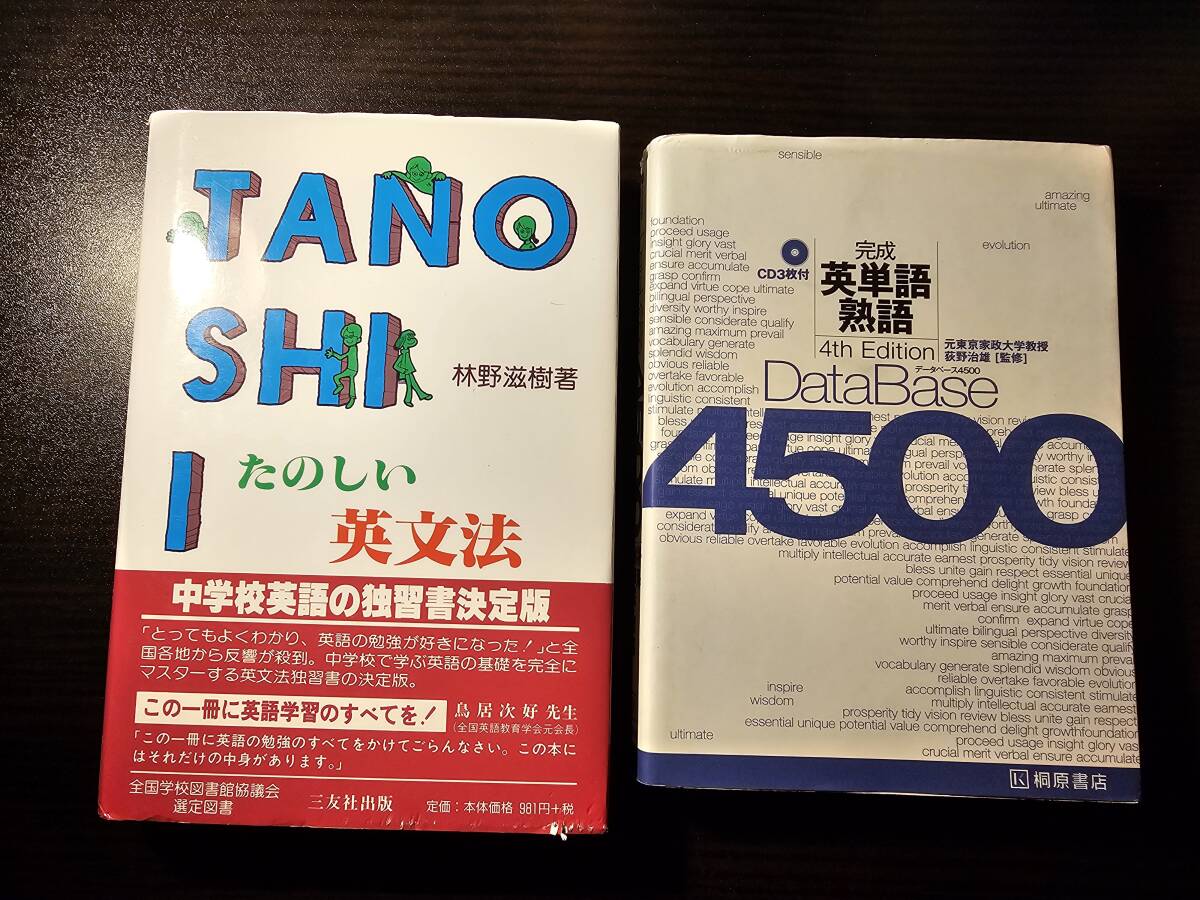 TANO
SHI
I
林野滋樹著
たのしい
英文法
中学校英語の独習書決定版
「とってもよくわかり、英語の勉強が好きになった!」と全
国各地から反響が殺到。中学校で学ぶ英語の基礎を完全に
マスターする英文法独習書の決定版。
この一冊に英語学習のすべてを!
鳥居次好先生
(全国英語教育学会元会長)
「この一冊に英語の勉強のすべてをかけてごらんなさい。この本に
はそれだけの中身があります。」
全国学校図書館協議会
選定図書
三友社出版
定価:本体価格 981円+税
sensible
amazing
ultimate
evolution
foundation
proceed usage
insight glory vast
crucial merit verbal
ensure accumulate
grasp confirm
expand virtue cope ultimate
bilingual perspective
diversity worthy inspire
sensible considerate qualify
amazing maximum prevail
vocabulary generate
splendid wisdom
obvious reliable
overtake favorable
evolution accomplish
linguistic consistent
CD3枚付
完成
英単語
熟語
4th Edition
元東京家政大学教授
荻野治雄[監修]
データベース4500
DataBase
4500
obvious reliable overtake favorable evolution accomplish linguistic consistent stimulate
multiply intellectual accurate earnest prosperity tidy vision review
bless unite gain respect essential unique
potential value comprehend delight growth foundation
proceed usage insight glory vast crucial
merit verbal ensure accumulate grasp
confirm expand virtue cope
ultimate bilingual perspective diversity
worthy inspire sensible considerate qualify
amazing maximum prevail
vocabulary generate splendid wisdom obvious
reliable overtake favorable evolution
accomplish linguistic consistent stimulate
multiply intellectual accurate earnest
prosperity tidy vision review bless unite gain respect
essential unique potential value comprehend delight growthfoundation
proceed usage insight glory vast
crucial merit verbal ensure accumulate
inspire
wisdom
ultimate
桐原書店